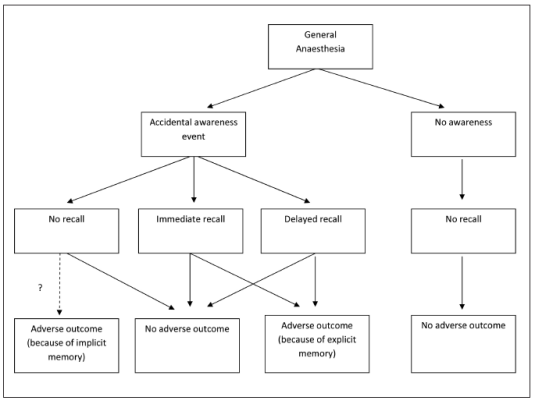 General
Anaesthesia
Accidental awareness
event
No awareness
No recall
Immediate recall
Delayed recall
No recall
?
Adverse outcome
(because of implicit
memory)
No adverse outcome
Adverse outcome
(because of explicit
memory)
No adverse outcome